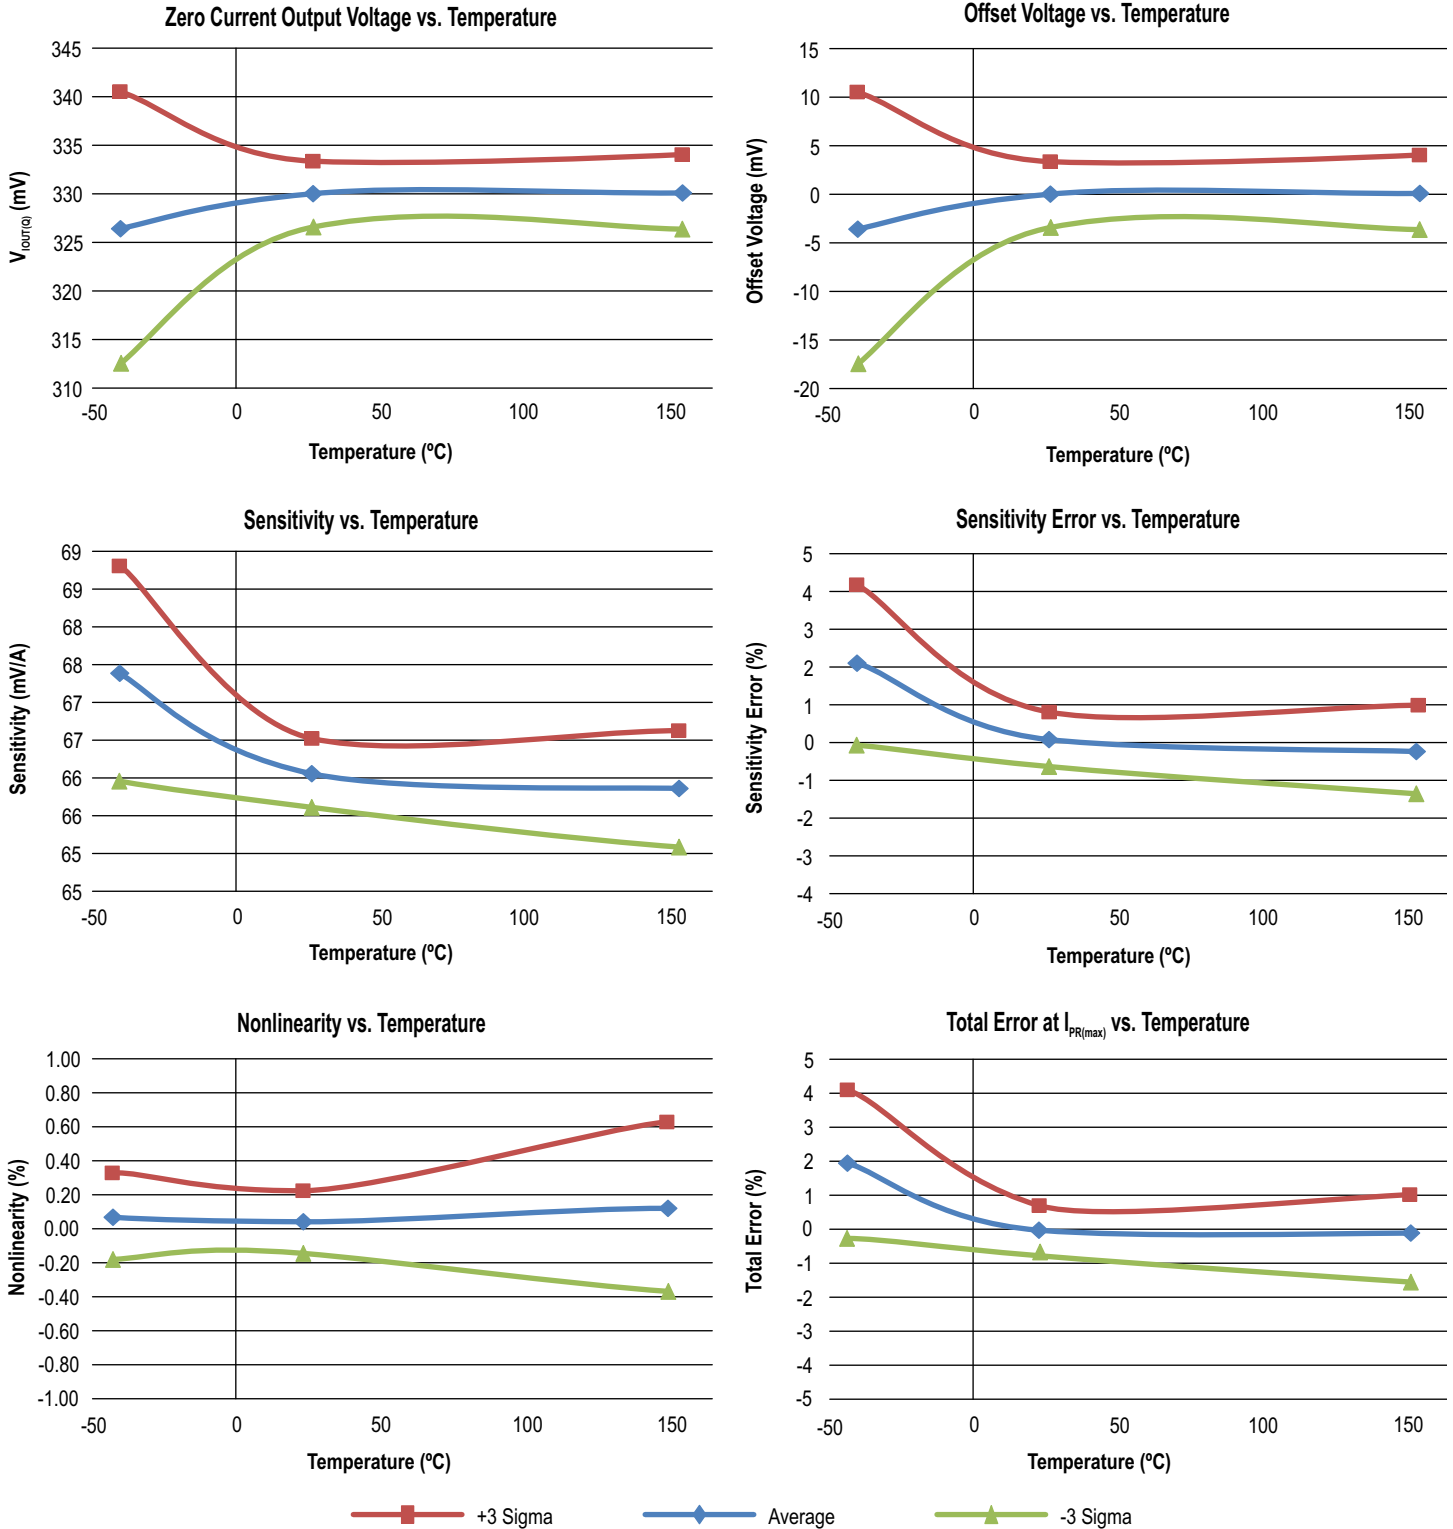 Zero Current Output Voltage vs. Temperature
345
340
335
330
325
320
315
310
VIOUT(Q) (mV)
-50 0 50 100 150
Temperature (ºC)
Offset Voltage vs. Temperature
15
10
5
0
-5
-10
-15
-20
Offset Voltage (mV)
-50 0 50 100 150
Temperature (ºC)
Sensitivity vs. Temperature
69
69
68
68
67
67
66
66
65
65
Sensitivity (mV/A)
-50 0 50 100 150
Temperature (ºC)
Sensitivity Error vs. Temperature
5
4
3
2
1
0
-1
-2
-3
-4
Sensitivity Error (%)
-50 0 50 100 150
Temperature (ºC)
Nonlinearity vs. Temperature
1.00
0.80
0.60
0.40
0.20
0.00
-0.20
-0.40
-0.60
-0.80
-1.00
Nonlinearity (%)
-50 0 50 100 150
Temperature (ºC)
Total Error at IPR(max) vs. Temperature
5
4
3
2
1
0
-1
-2
-3
-4
-5
Total Error (%)
-50 0 50 100 150
Temperature (ºC)
+3 Sigma Average -3 Sigma